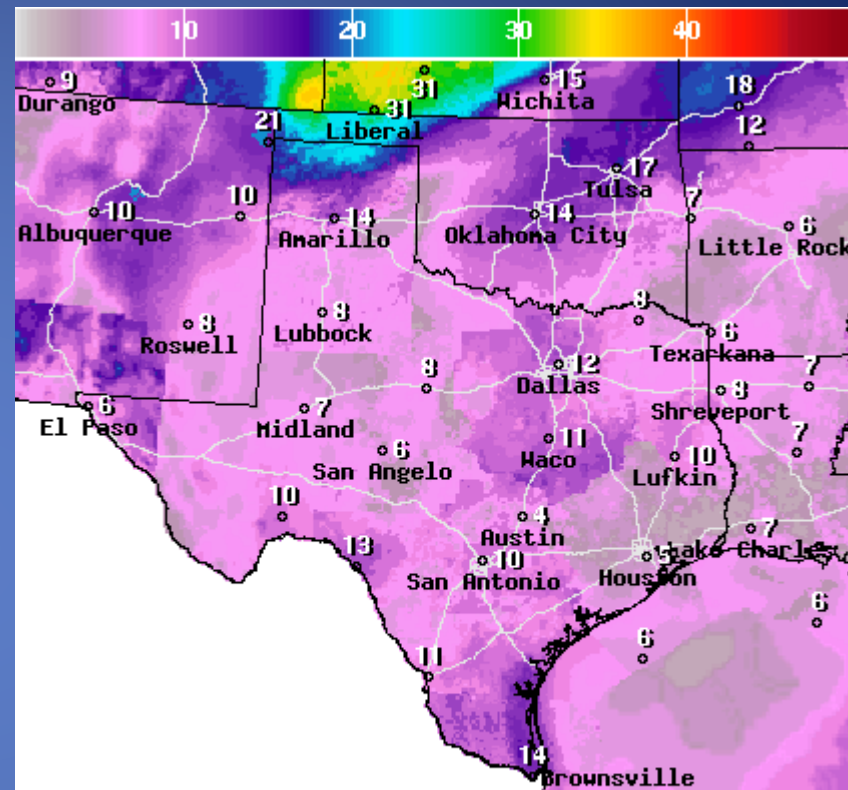 10 20 30 40
9
Durango
31
31
Liberal
15
Wichita
18
21
12
17
Tulsa
10
Albuquerque
10
14
Amarillo
14
Oklahoma City
7
6
Little Rock
8
Roswell
8
Lubbock
8
6
Texarkana
12
Dallas
8
7
8
Shreveport
6
El Paso
7
Midland
6
San Angelo
11
Waco
10
Lufkin
7
10
4
Austin
7
13
10
San Antonio
5
Houston
Lake Charl
6
6
11
14
Brownsville